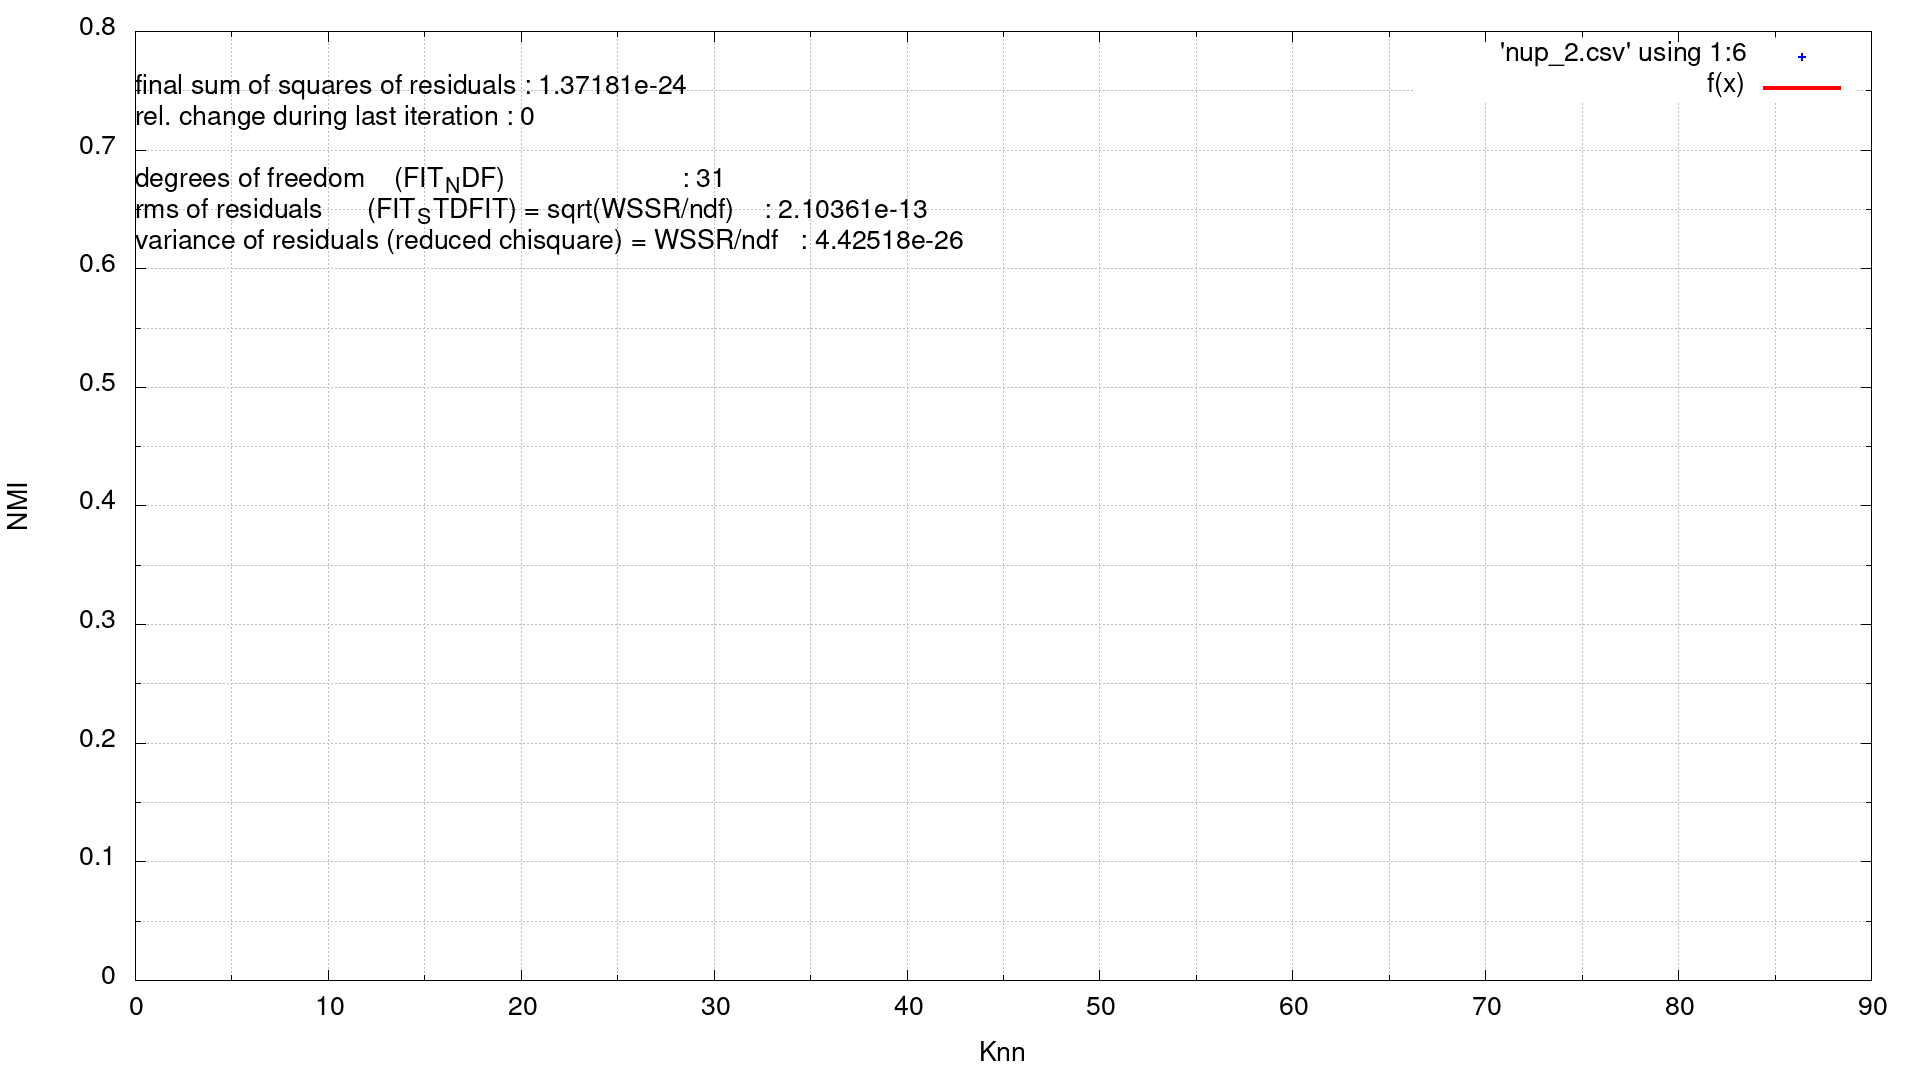 'nup_2.csv' using 1:6
f(x)
final sum of squares of residuals : 1.37181e-24
rel. change during last iteration : 0
degrees of freedom    (FIT_NDF)                        : 31
rms of residuals      (FIT_STDFIT) = sqrt(WSSR/ndf)    : 2.10361e-13
variance of residuals (reduced chisquare) = WSSR/ndf   : 4.42518e-26
0.8
0.7
0.6
0.5
0.4
0.3
0.2
0.1
0
NMI
0 10 20 30 40 50 60 70 80 90
Knn